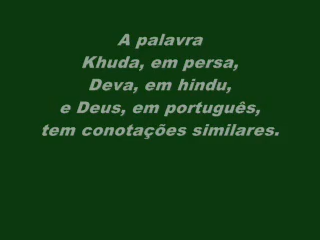 A palavra
Khuda, em persa,
Deva, em hindu,
e Deus, em português,
tem conotações similares.